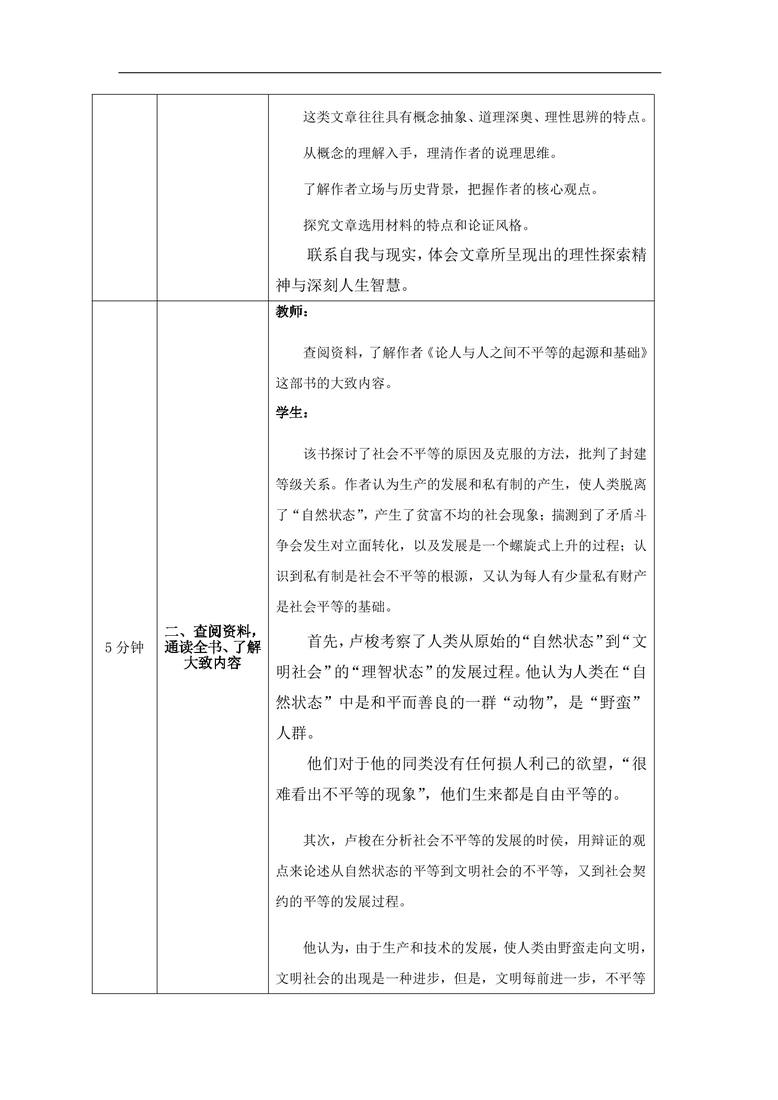 这类文章往往具有概念抽象、道理深奥、理性思辨的特点。
从概念的理解入手，理清作者的说理思维。
了解作者立场与历史背景，把握作者的核心观点。
探究文章选用材料的特点和论证风格。
联系自我与现实，体会文章所呈现出的理性探索精
神与深刻人生智慧。
5 分钟
二、查阅资料，
通读全书、了解
大致内容
教师：
查阅资料，了解作者《论人与人之间不平等的起源和基础》
这部书的大致内容。
学生：
该书探讨了社会不平等的原因及克服的方法，批判了封建
等级关系。作者认为生产的发展和私有制的产生，使人类脱离
了“自然状态”，产生了贫富不均的社会现象；揣测到了矛盾斗
争会发生对立面转化，以及发展是一个螺旋式上升的过程；认
识到私有制是社会不平等的根源，又认为每人有少量私有财产
是社会平等的基础。
首先，卢梭考察了人类从原始的“自然状态”到“文
明社会”的“理智状态”的发展过程。他认为人类在“自
然状态”中是和平而善良的一群“动物”，是“野蛮”
人群。
他们对于他的同类没有任何损人利己的欲望，“很
难看出不平等的现象”，他们生来都是自由平等的。
其次，卢梭在分析社会不平等的发展的时侯，用辩证的观
点来论述从自然状态的平等到文明社会的不平等，又到社会契
约的平等的发展过程。
他认为，由于生产和技术的发展，使人类由野蛮走向文明，
文明社会的出现是一种进步，但是，文明每前进一步，不平等